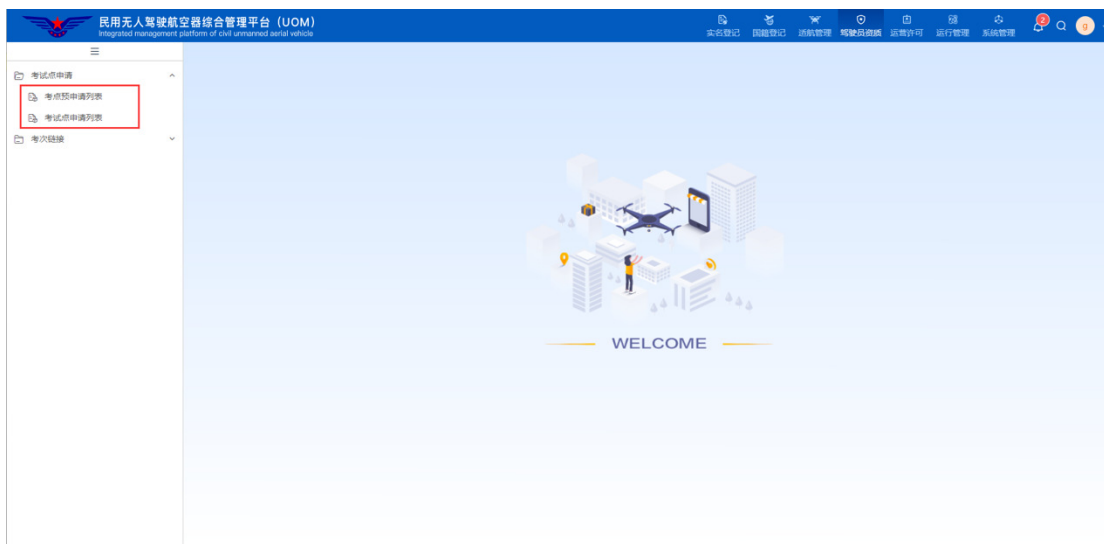 民用无人驾驶航空器综合管理平台（UOM）
Integrated management platform of civil unmanned aerial vehicle
实名登记 国籍登记 适航管理 驾驶员资质 运营许可 运行管理 系统管理
2
g
考试点申请
考点预申请列表
考试点申请列表
考次链接
WELCOME